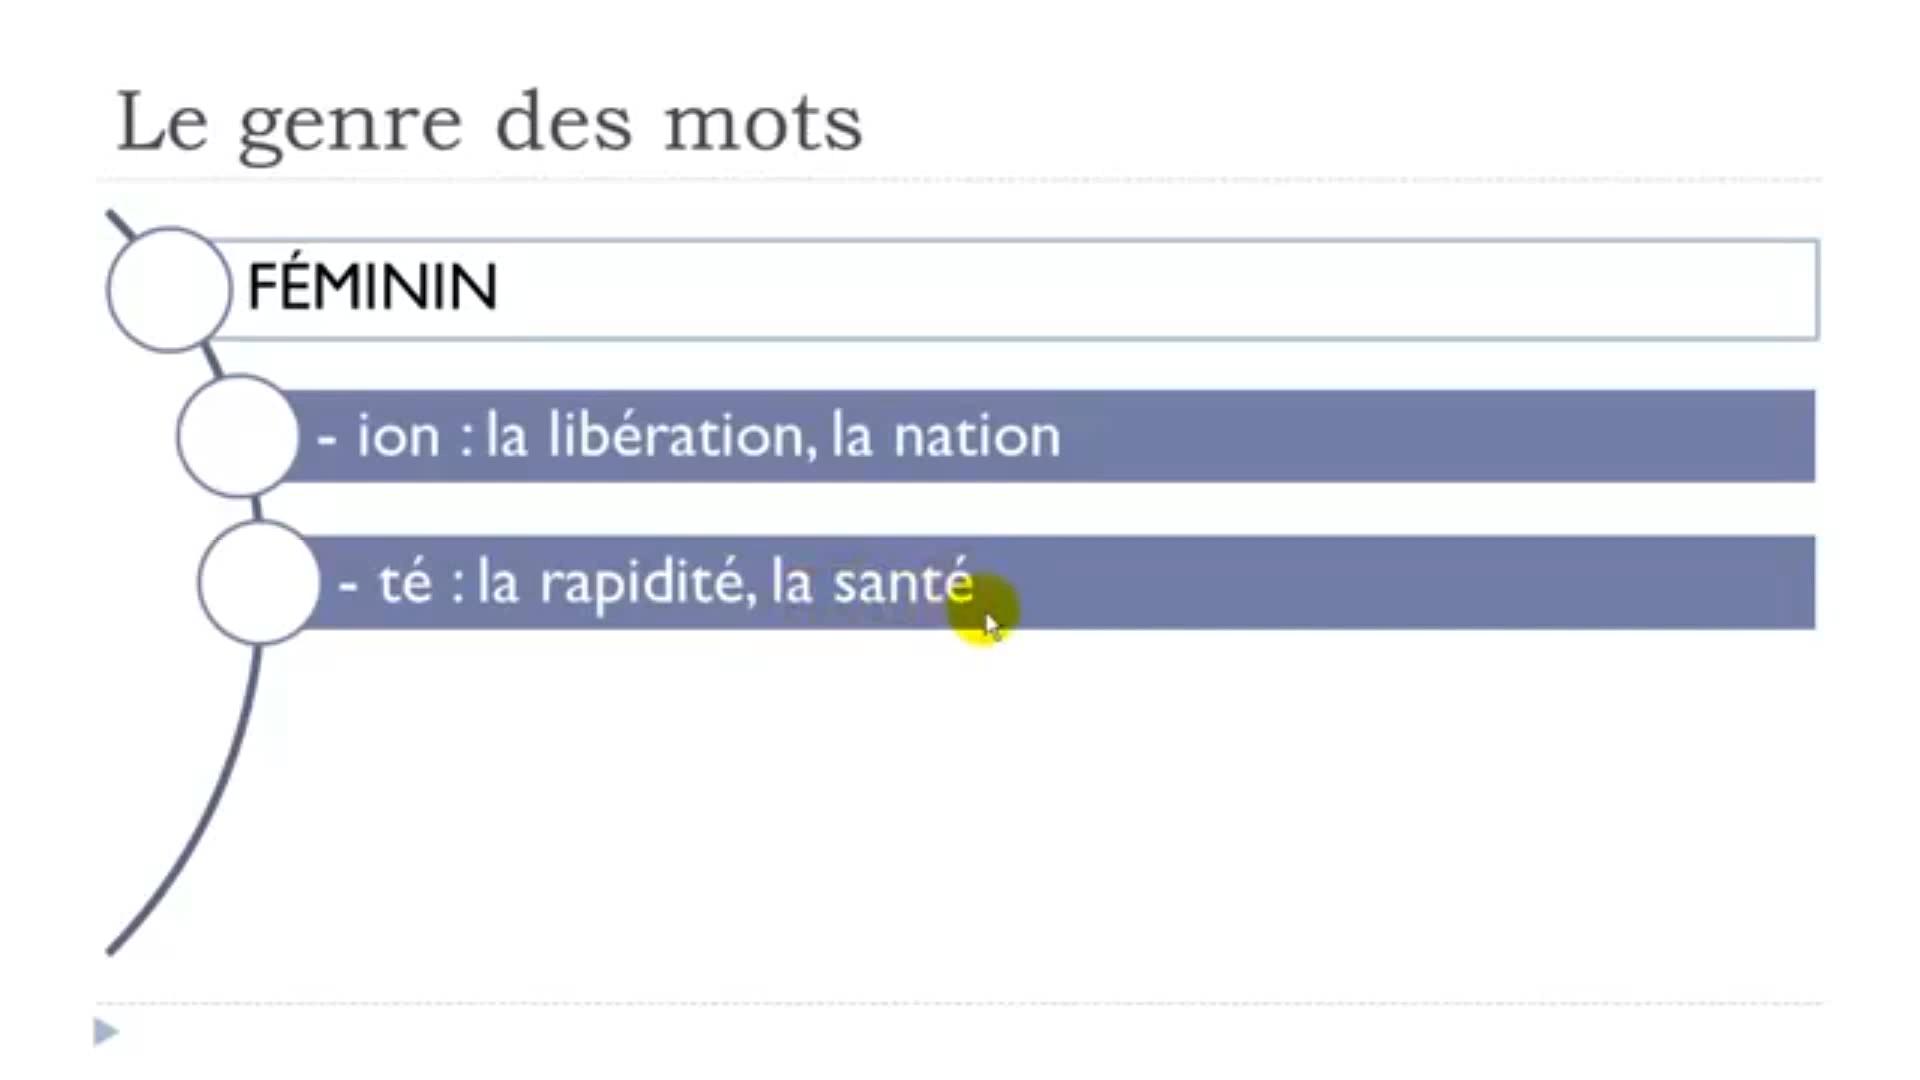 Le genre des mots
FÉMININ
- ion : la libération, la nation
- té : la rapidité, la santé